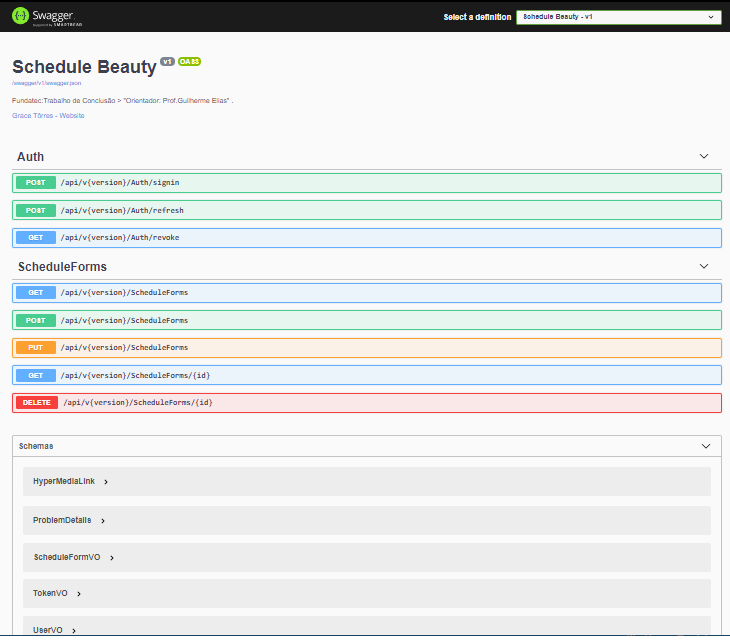 Swagger
Supported by SMARTBEAR
Select a definition
Schedule Beauty - v1
Schedule Beauty v1 OAS3
/swagger/v1/swagger.json
Fundatec:Trabalho de Conclusão > "Orientador: Prof.Guilherme Elias" .
Grace Tôrres - Website
Auth
POST /api/v{version}/Auth/signin
POST /api/v{version}/Auth/refresh
GET /api/v{version}/Auth/revoke
ScheduleForms
GET /api/v{version}/ScheduleForms
POST /api/v{version}/ScheduleForms
PUT /api/v{version}/ScheduleForms
GET /api/v{version}/ScheduleForms/{id}
DELETE /api/v{version}/ScheduleForms/{id}
Schemas
HyperMediaLink
ProblemDetails
ScheduleFormVO
TokenVO
UserVO